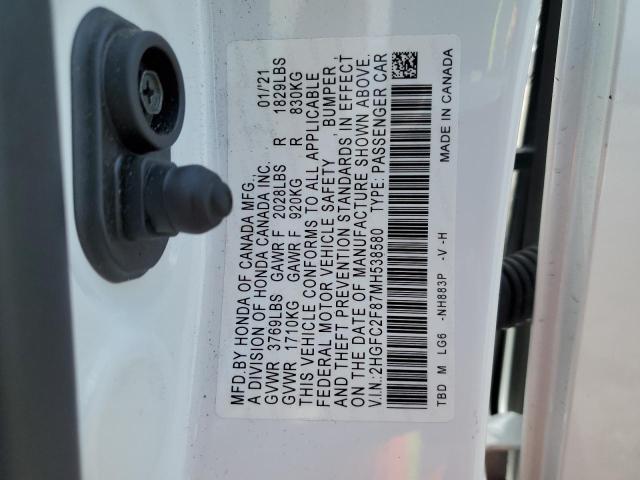 MFD.BY HONDA OF CANADA MFG.
A DIVISION OF HONDA CANADA INC. 01/'21
GVWR 3769LBS GAWR F 2028LBS R 1829LBS
GVWR 1710KG GAWR F 920KG R 830KG
THIS VEHICLE CONFORMS TO ALL APPLICABLE
FEDERAL MOTOR VEHICLE SAFETY, BUMPER,
AND THEFT PREVENTION STANDARDS IN EFFECT
ON THE DATE OF MANUFACTURE SHOWN ABOVE.
V.I.N.:2HGFC2F87MH538580 TYPE:PASSENGER CAR
TBD M LG6 -NH883P -V -H MADE IN CANADA